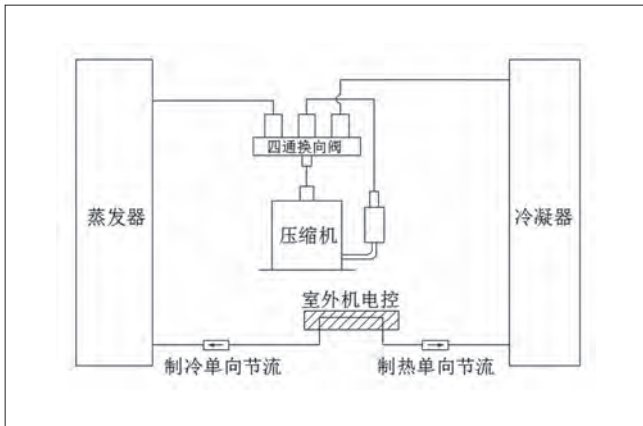 四通换向阀
蒸发器
压缩机
冷凝器
室外机电控
制冷单向节流
制热单向节流